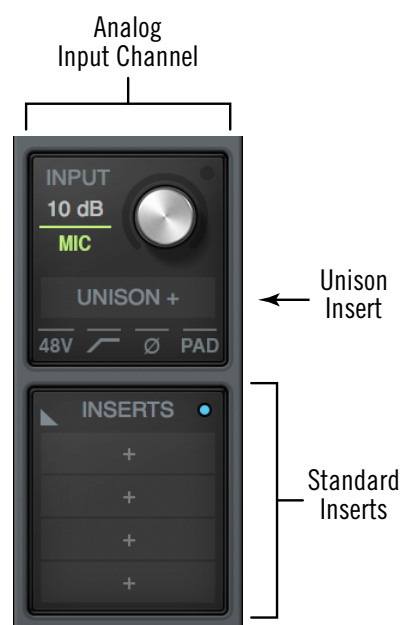 Analog
Input Channel
INPUT
10 dB
MIC
UNISON +
Unison
Insert
48V Ø PAD
INSERTS
+
+
+
+
Standard
Inserts